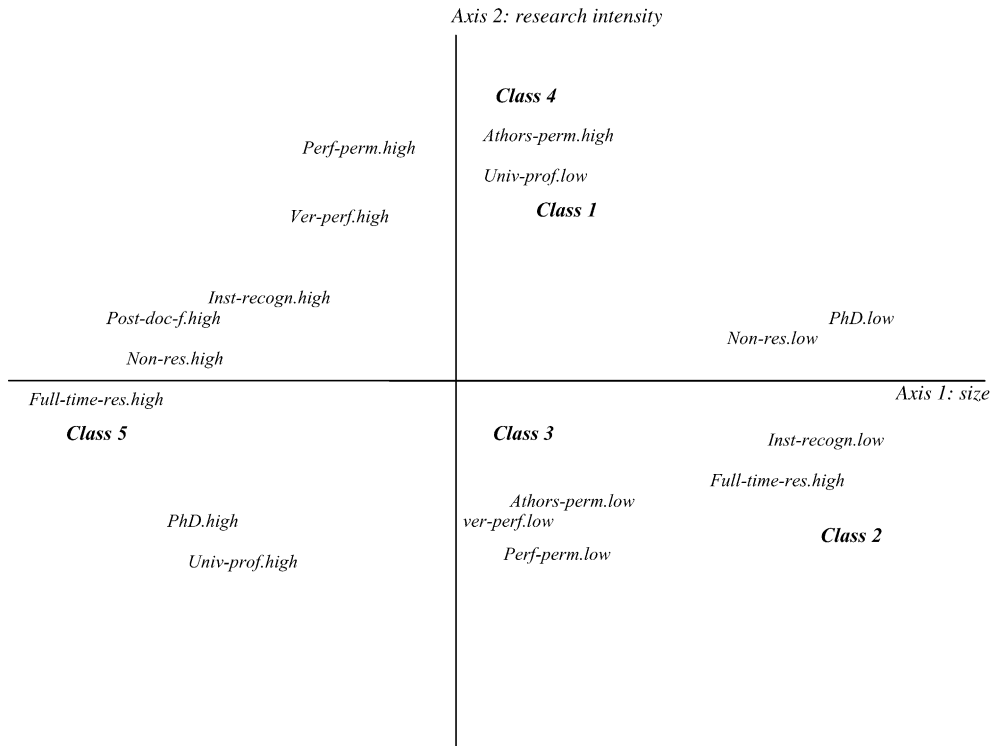 Axis 2: research intensity
Class 4
Athors-perm.high
Perf-perm.high
Univ-prof.low
Class 1
Ver-perf.high
Inst-recogn.high
Post-doc-f.high
PhD.low
Non-res.low
Non-res.high
Axis 1: size
Full-time-res.high
Class 5
Class 3
Inst-recogn.low
Full-time-res.high
Athors-perm.low
PhD.high
ver-perf.low
Class 2
Perf-perm.low
Univ-prof.high